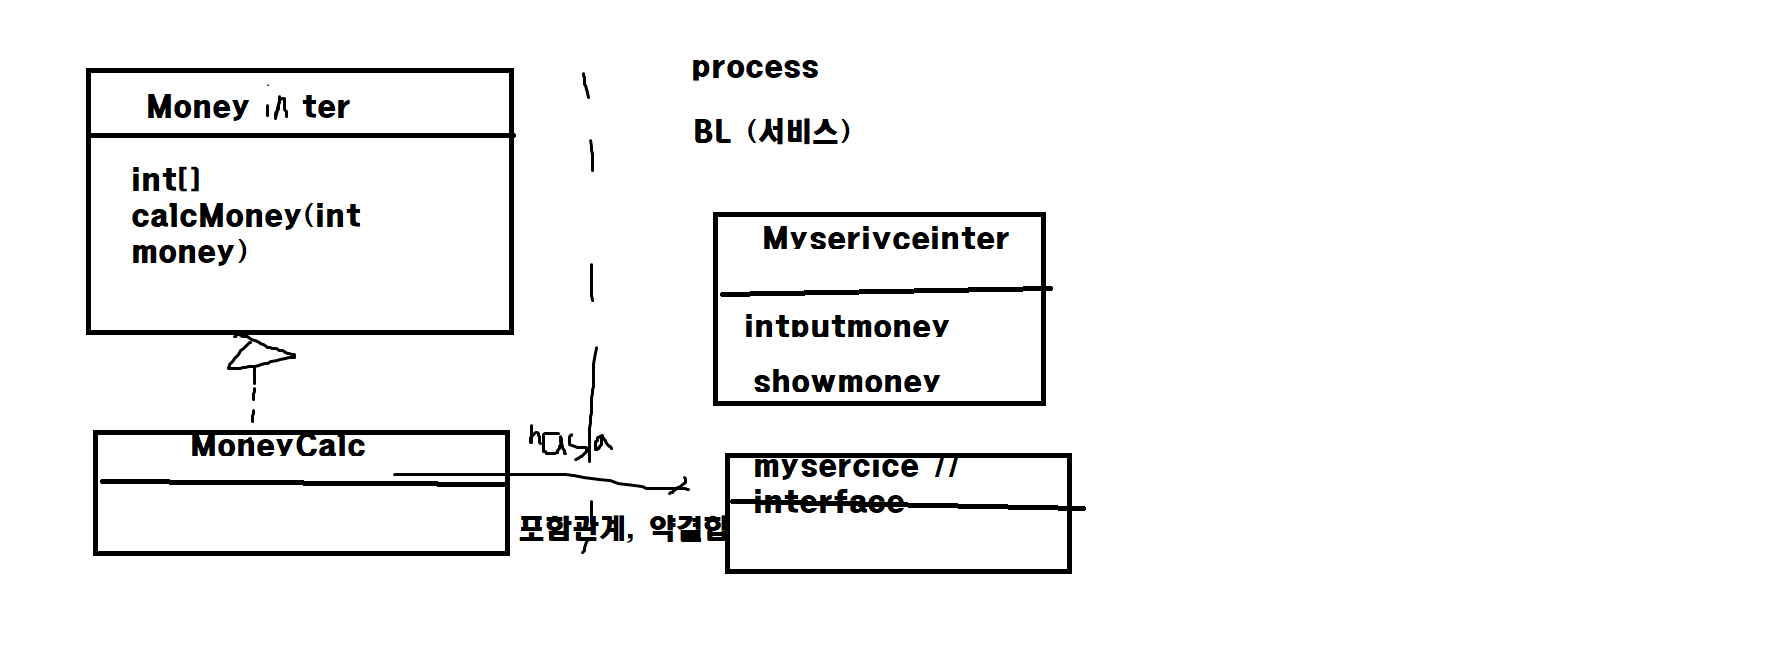 Money in ter
int[]
calcMoney(int
money)
MoneyCalc
hasa
포함관계, 약결합
process
BL (서비스)
Myserivceinter
intputmoney
showmoney
mysercice //
interface